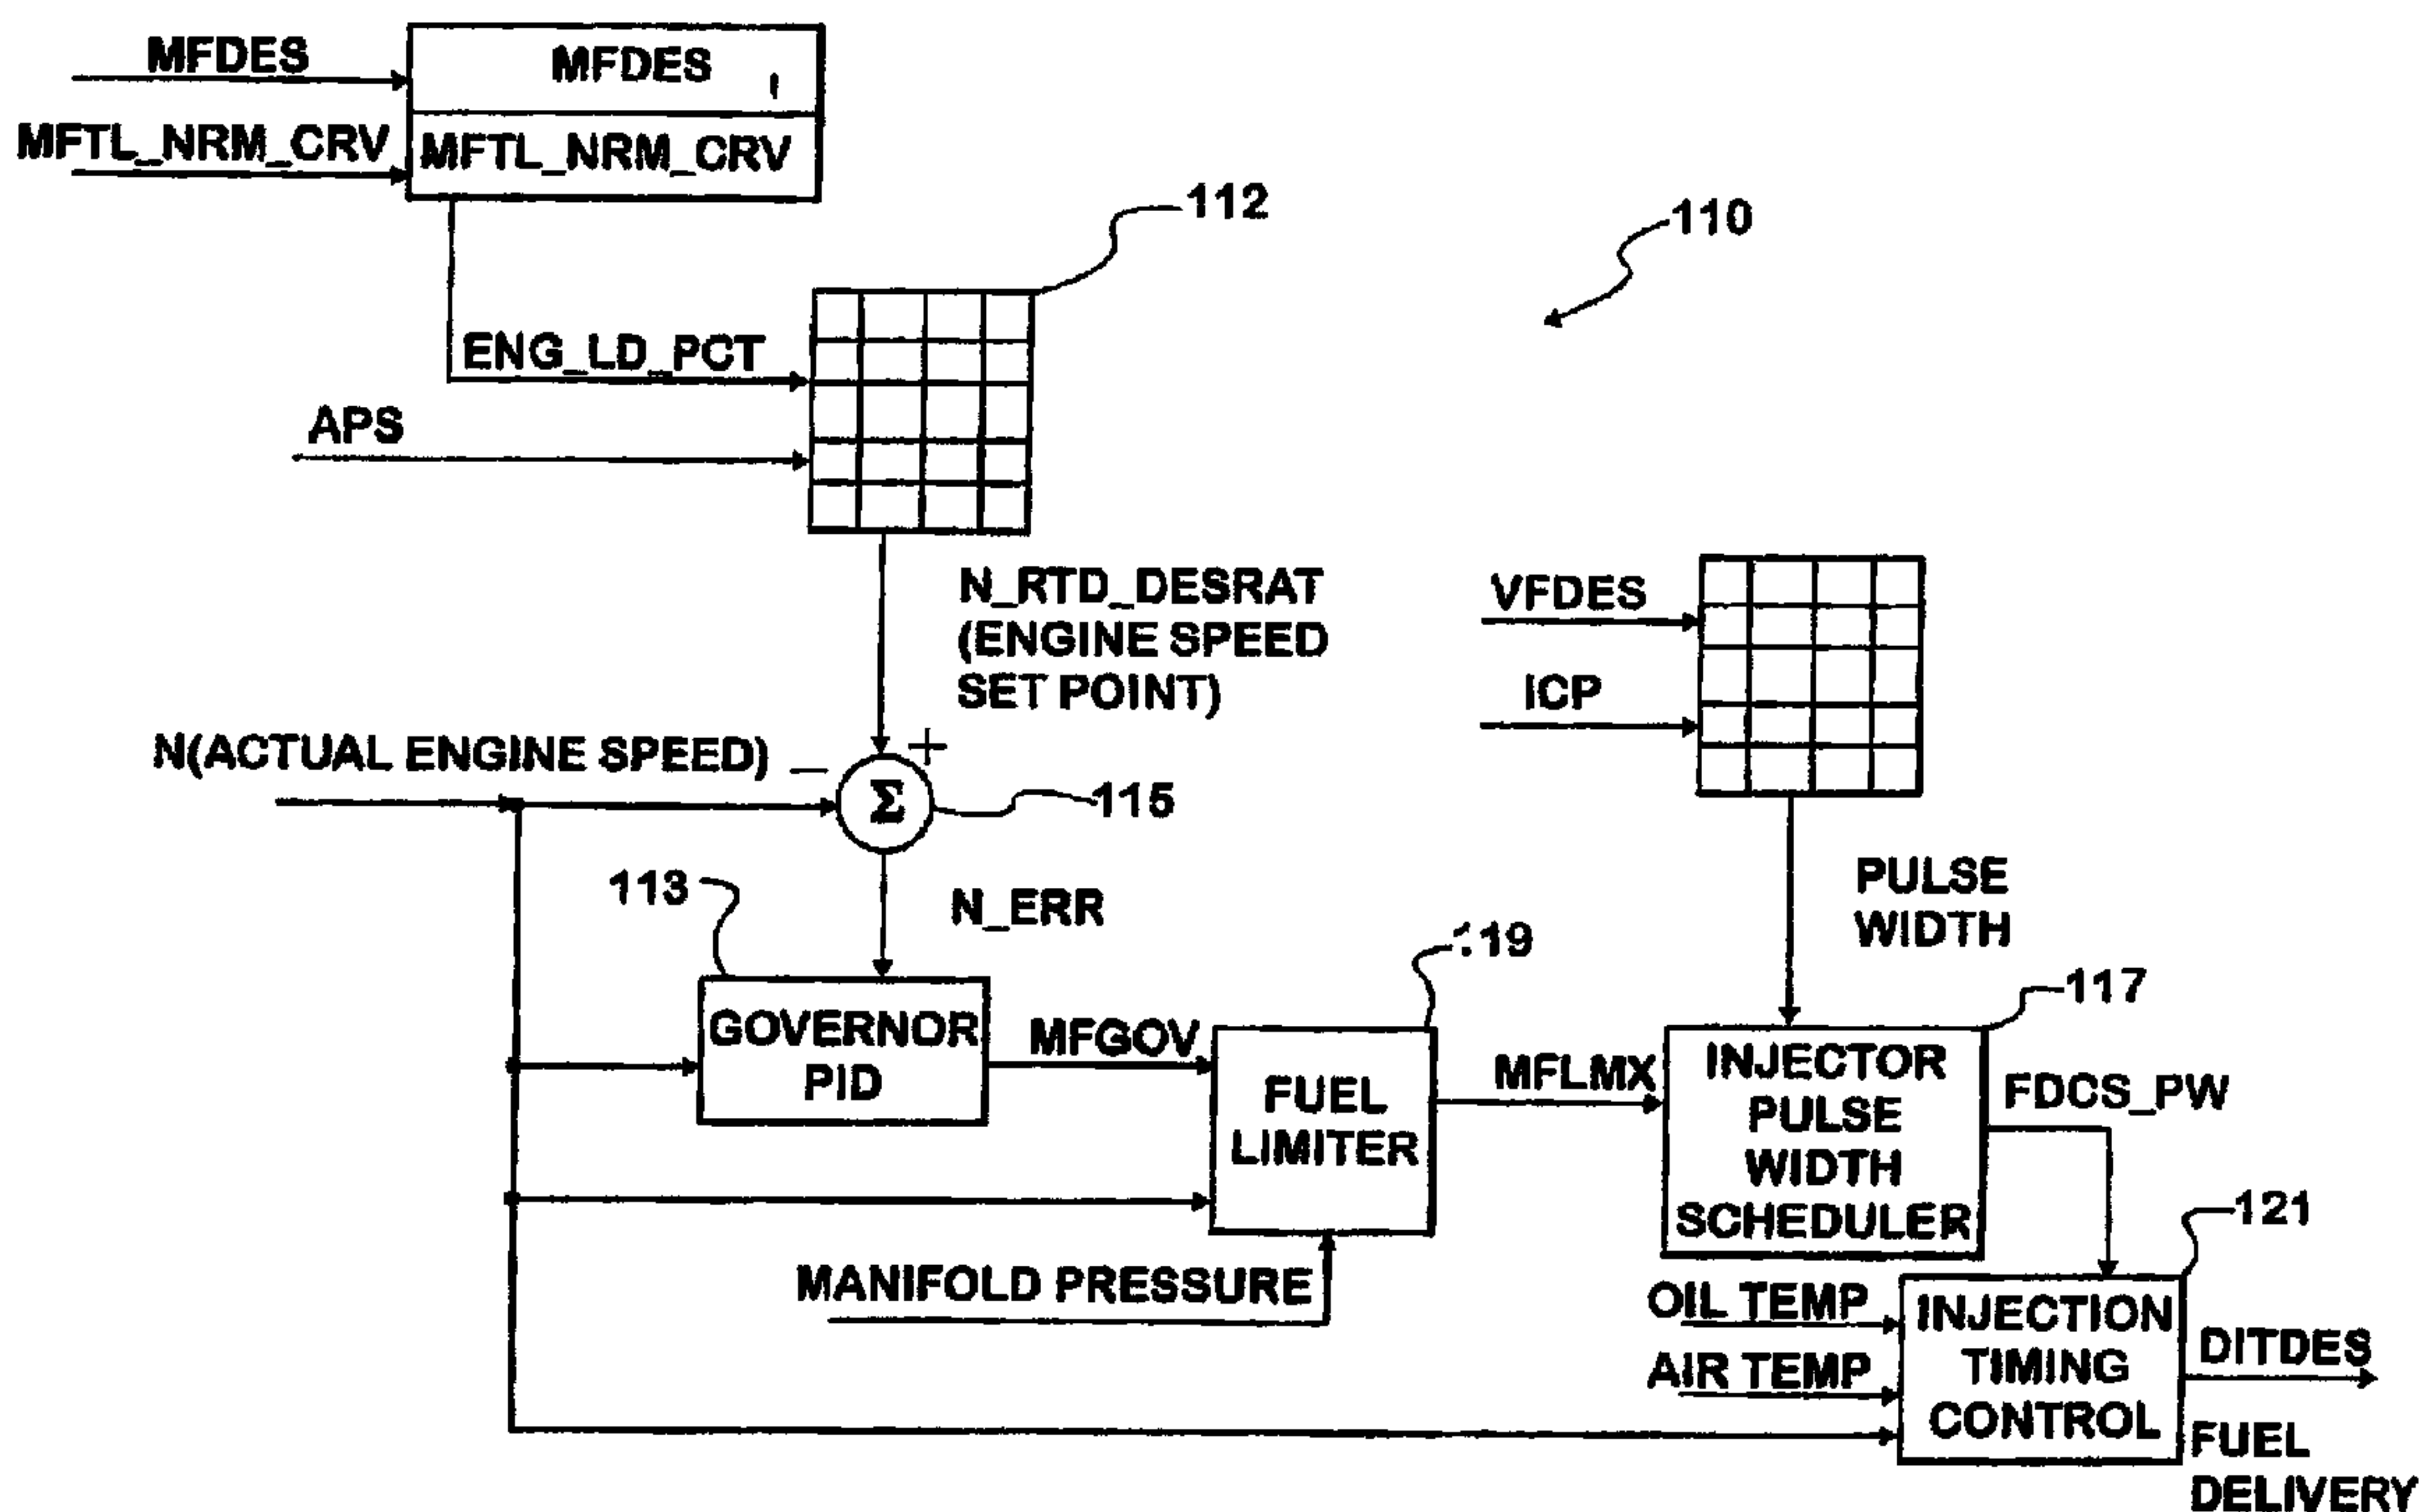 MFDES
MFDES
MFTL_NRM_CRV
MFTL_NRM_CRV
112
110
ENG_LD_PCT
APS
N_RTD_DESRAT
(ENGINE SPEED
SET POINT)
VFDES
ICP
N(ACTUAL ENGINE SPEED)
−
+
Σ
115
113
N_ERR
PULSE
WIDTH
119
117
GOVERNOR
PID
MFGOV
FUEL
LIMITER
MFLMX
INJECTOR
PULSE
WIDTH
SCHEDULER
FDCS_PW
121
MANIFOLD PRESSURE
OIL TEMP
AIR TEMP
INJECTION
TIMING
CONTROL
DITDES
FUEL
DELIVERY